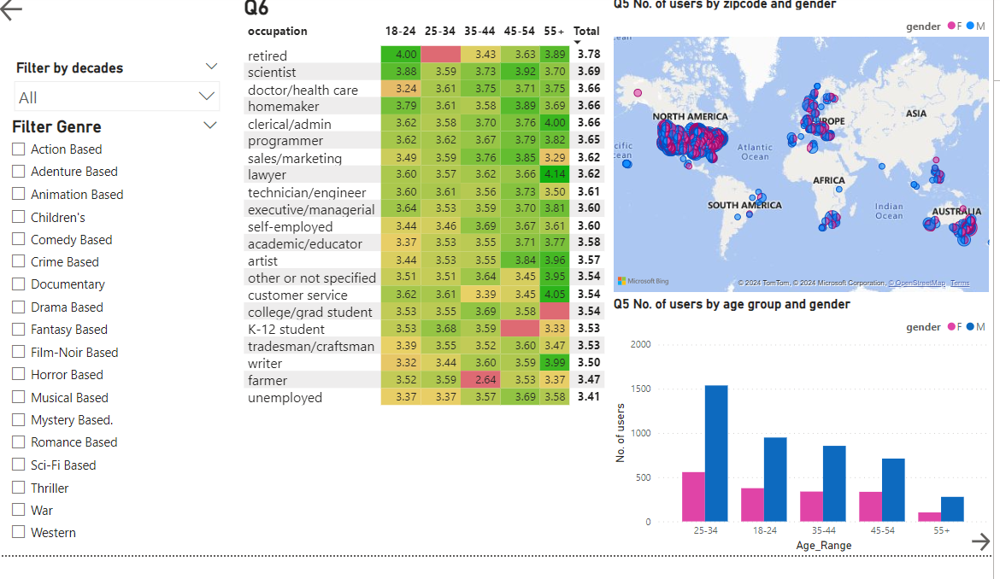 Filter by decades
All
Filter Genre
Action Based
Adenture Based
Animation Based
Children's
Comedy Based
Crime Based
Documentary
Drama Based
Fantasy Based
Film-Noir Based
Horror Based
Musical Based
Mystery Based.
Romance Based
Sci-Fi Based
Thriller
War
Western
Q6
occupation 18-24 25-34 35-44 45-54 55+ Total
retired 4.00 3.43 3.63 3.89 3.78
scientist 3.88 3.59 3.73 3.92 3.70 3.69
doctor/health care 3.24 3.61 3.75 3.71 3.75 3.66
homemaker 3.79 3.61 3.58 3.89 3.69 3.66
clerical/admin 3.62 3.58 3.70 3.76 4.00 3.66
programmer 3.62 3.62 3.67 3.79 3.82 3.65
sales/marketing 3.49 3.59 3.76 3.85 3.29 3.62
lawyer 3.60 3.57 3.62 3.66 4.14 3.62
technician/engineer 3.60 3.61 3.56 3.73 3.50 3.61
executive/managerial 3.64 3.53 3.59 3.70 3.81 3.60
self-employed 3.44 3.46 3.69 3.67 3.61 3.60
academic/educator 3.37 3.53 3.55 3.71 3.77 3.58
artist 3.44 3.53 3.55 3.84 3.96 3.57
other or not specified 3.51 3.51 3.64 3.45 3.95 3.54
customer service 3.62 3.61 3.39 3.45 4.05 3.54
college/grad student 3.53 3.55 3.69 3.58 3.54
K-12 student 3.53 3.68 3.59 3.33 3.53
tradesman/craftsman 3.39 3.55 3.52 3.60 3.47 3.53
writer 3.32 3.44 3.60 3.59 3.99 3.50
farmer 3.52 3.59 2.64 3.53 3.37 3.47
unemployed 3.37 3.37 3.57 3.69 3.58 3.41
Q5 No. of users by zipcode and gender
gender F M
NORTH AMERICA
ROPE
ASIA
cific
cean
Atlantic
Ocean
AFRICA
SOUTH AMERICA
Indian
Ocean
AUSTRALIA
Microsoft Bing
© 2024 TomTom, © 2024 Microsoft Corporation, © OpenStreetMap Terms
Q5 No. of users by age group and gender
gender F M
2000
1500
1000
500
0
No. of users
25-34 18-24 35-44 45-54 55+
Age_Range